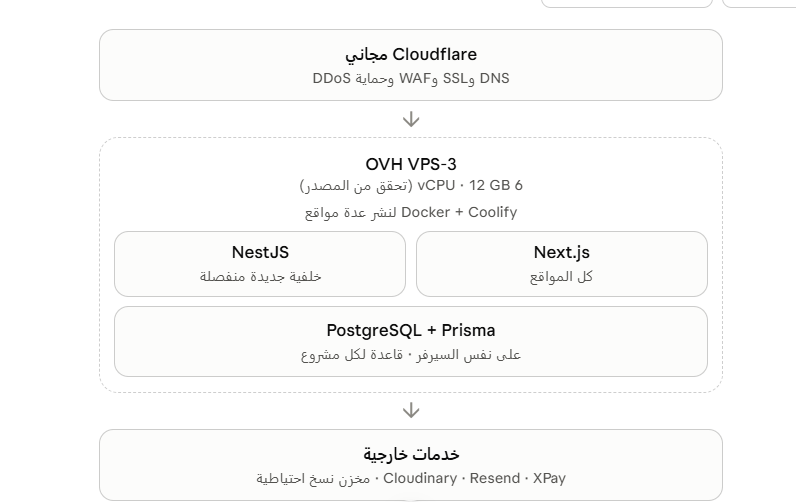 Cloudflare مجاني
DNS وSSL وWAF وحماية DDoS
OVH VPS-3
6 vCPU · 12 GB (تحقق من المصدر)
Docker + Coolify لنشر عدة مواقع
Next.js
كل المواقع
NestJS
خلفية جديدة منفصلة
PostgreSQL + Prisma
على نفس السيرفر · قاعدة لكل مشروع
خدمات خارجية
Cloudinary · Resend · XPay · مخزن نسخ احتياطية